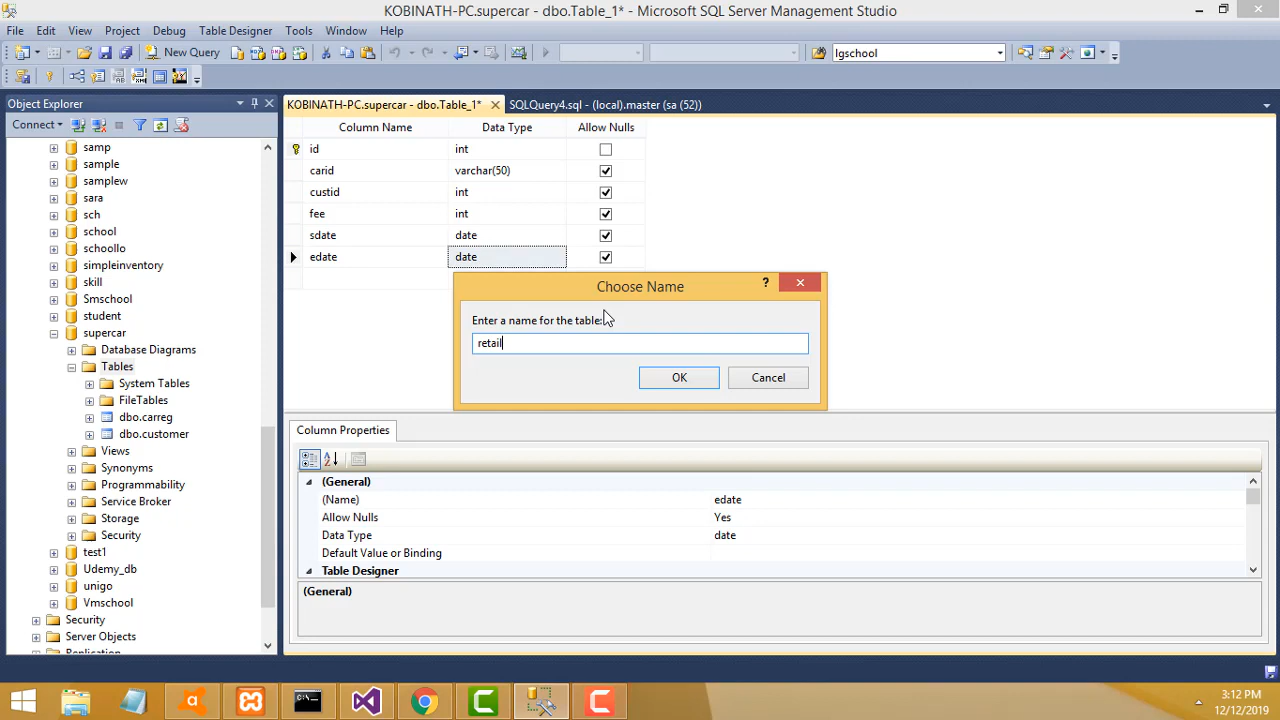 KOBINATH-PC.supercar - dbo.Table_1* - Microsoft SQL Server Management Studio
File Edit View Project Debug Table Designer Tools Window Help
New Query
lgschool
Object Explorer
Connect
samp
sample
samplew
sara
sch
school
schoollo
simpleinventory
skill
Smschool
student
supercar
Database Diagrams
Tables
System Tables
FileTables
dbo.carreg
dbo.customer
Views
Synonyms
Programmability
Service Broker
Storage
Security
test1
Udemy_db
unigo
Vmschool
Security
Server Objects
Replication
KOBINATH-PC.supercar - dbo.Table_1* SQLQuery4.sql - (local).master (sa (52))
Column Name Data Type Allow Nulls
id int
carid varchar(50)
custid int
fee int
sdate date
edate date
Choose Name
?
Enter a name for the table:
retail
OK Cancel
Column Properties
(General)
(Name) edate
Allow Nulls Yes
Data Type date
Default Value or Binding
Table Designer
(General)
3:12 PM
12/12/2019